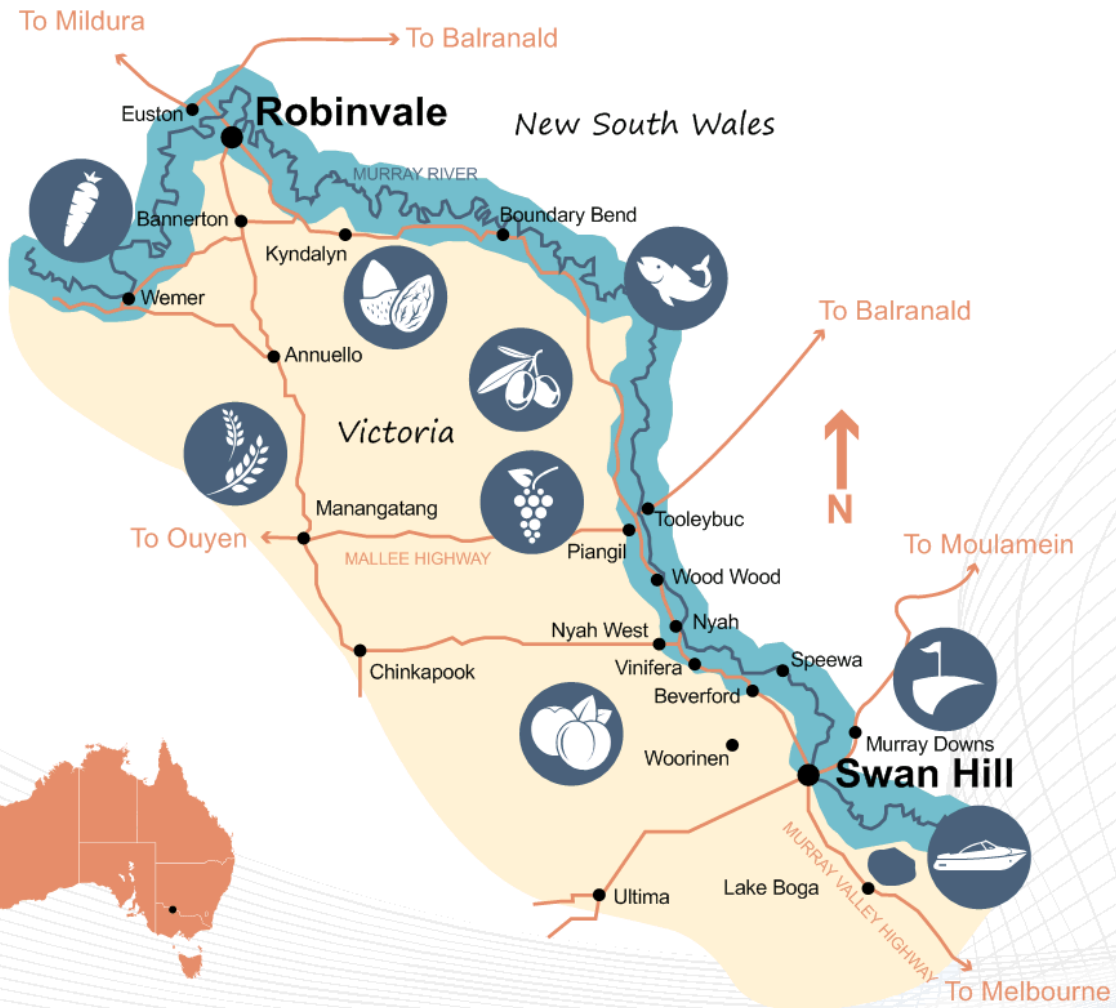 To Mildura
To Balranald
Euston
Robinvale
New South Wales
MURRAY RIVER
Bannerton
Boundary Bend
Kyndalyn
Wemer
To Balranald
Annuello
Victoria
Manangatang
Tooleybuc
To Ouyen
MALLEE HIGHWAY
Piangil
N
To Moulamein
Wood Wood
Nyah West
Nyah
Chinkapook
Vinifera
Speewa
Beverford
Woorinen
Murray Downs
Swan Hill
MURRAY VALLEY HIGHWAY
Ultima
Lake Boga
To Melbourne